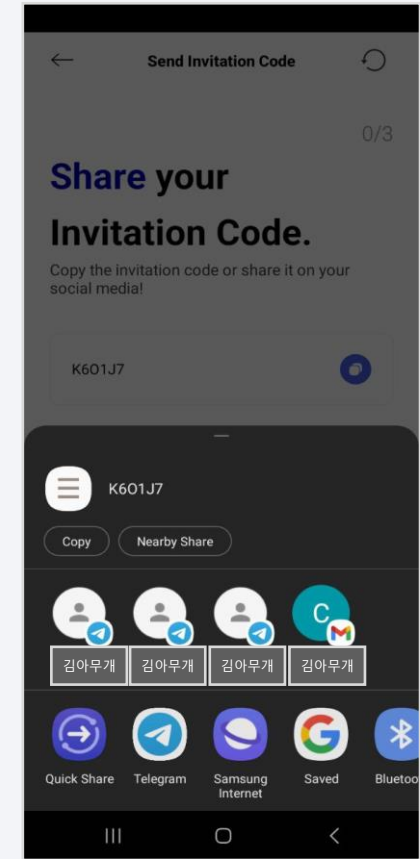 Send Invitation Code
0/3
Share your
Invitation Code.
Copy the invitation code or share it on your
social media!
K6O1J7
K6O1J7
Copy
Nearby Share
C
김아무개
김아무개
김아무개
김아무개
Quick Share
Telegram
Samsung
Internet
Saved
Bluetoo